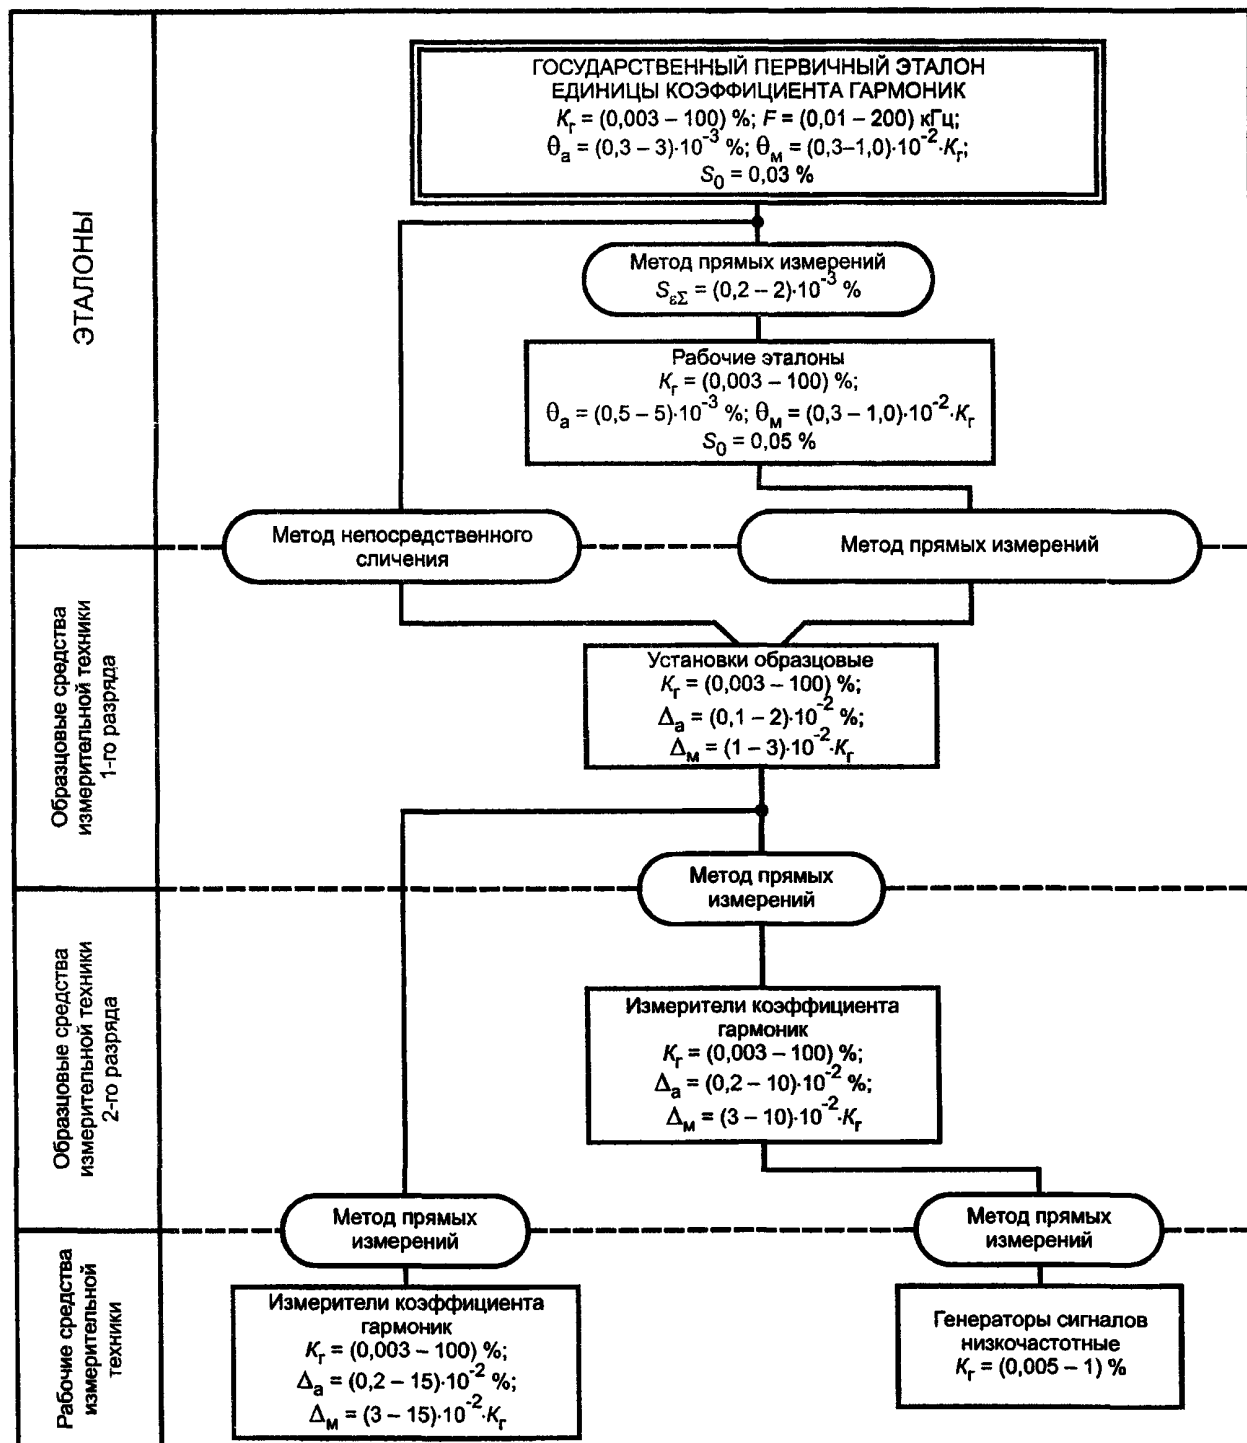 ЭТАЛОНЫ
ГОСУДАРСТВЕННЫЙ ПЕРВИЧНЫЙ ЭТАЛОН
ЕДИНИЦЫ КОЭФФИЦИЕНТА ГАРМОНИК
Kг = (0,003 – 100) %; F = (0,01 – 200) кГц;
θа = (0,3 – 3)·10⁻³ %; θм = (0,3–1,0)·10⁻²·Kг;
S₀ = 0,03 %
Метод прямых измерений
SεΣ = (0,2 – 2)·10⁻³ %
Рабочие эталоны
Kг = (0,003 – 100) %;
θа = (0,5 – 5)·10⁻³ %; θм = (0,3 – 1,0)·10⁻²·Kг
S₀ = 0,05 %
Метод непосредственного
сличения
Метод прямых измерений
Образцовые средства
измерительной техники
1-го разряда
Установки образцовые
Kг = (0,003 – 100) %;
Δа = (0,1 – 2)·10⁻² %;
Δм = (1 – 3)·10⁻²·Kг
Метод прямых
измерений
Образцовые средства
измерительной техники
2-го разряда
Измерители коэффициента
гармоник
Kг = (0,003 – 100) %;
Δа = (0,2 – 10)·10⁻² %;
Δм = (3 – 10)·10⁻²·Kг
Метод прямых
измерений
Метод прямых
измерений
Рабочие средства
измерительной
техники
Измерители коэффициента
гармоник
Kг = (0,003 – 100) %;
Δа = (0,2 – 15)·10⁻² %;
Δм = (3 – 15)·10⁻²·Kг
Генераторы сигналов
низкочастотные
Kг = (0,005 – 1) %